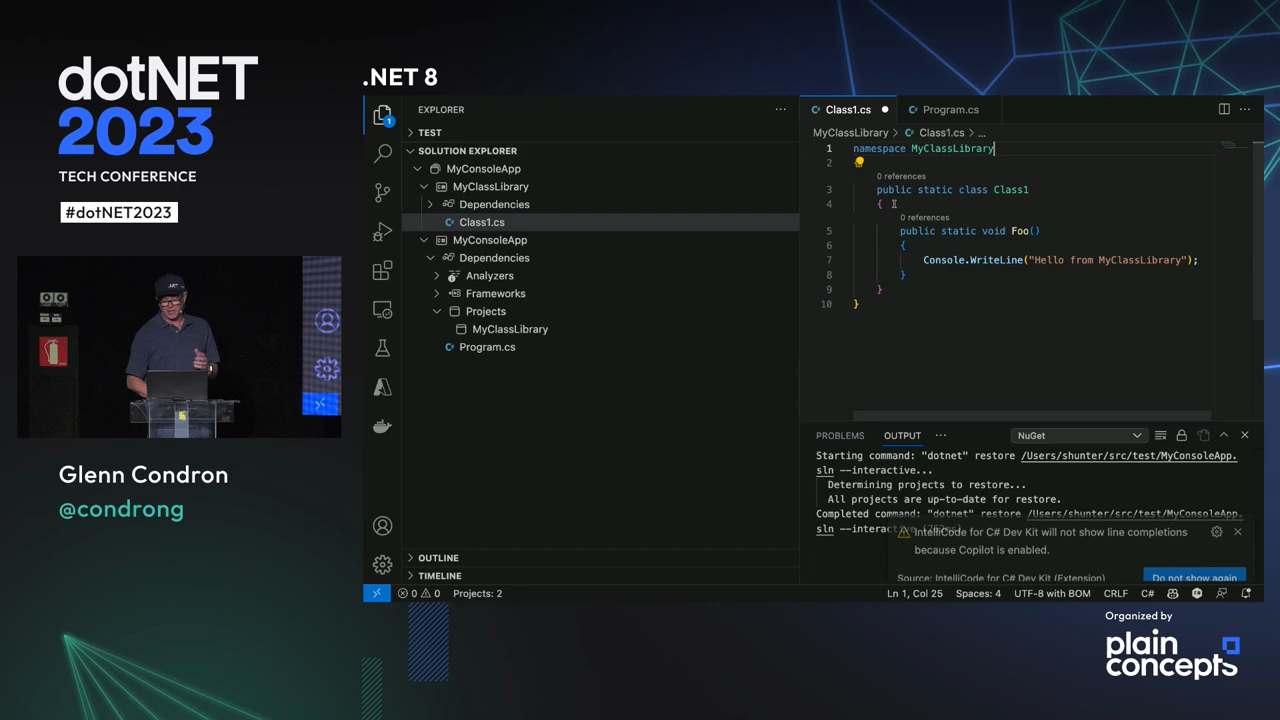 dotNET
2023
TECH CONFERENCE
#dotNET2023
Glenn Condron
@condrong
.NET 8
EXPLORER
TEST
SOLUTION EXPLORER
MyConsoleApp
MyClassLibrary
Dependencies
Class1.cs
MyConsoleApp
Dependencies
Analyzers
Frameworks
Projects
MyClassLibrary
Program.cs
OUTLINE
TIMELINE
1
Class1.cs
Program.cs
MyClassLibrary > Class1.cs > ...
1 namespace MyClassLibrary
2
0 references
3 public static class Class1
4 {
0 references
5 public static void Foo()
6 {
7 Console.WriteLine("Hello from MyClassLibrary");
8 }
9 }
10 }
PROBLEMS OUTPUT ... NuGet
Starting command: "dotnet" restore /Users/shunter/src/test/MyConsoleApp.
sln --interactive...
Determining projects to restore...
All projects are up-to-date for restore.
Completed command: "dotnet" restore /Users/shunter/src/test/MyConsoleApp.
sln --interactive
IntelliCode for C# Dev Kit will not show line completions
because Copilot is enabled.
Source: IntelliCode for C# Dev Kit (Extension)
Do not show again
0 0 Projects: 2 Ln 1, Col 25 Spaces: 4 UTF-8 with BOM CRLF C#
Organized by
plain
concepts